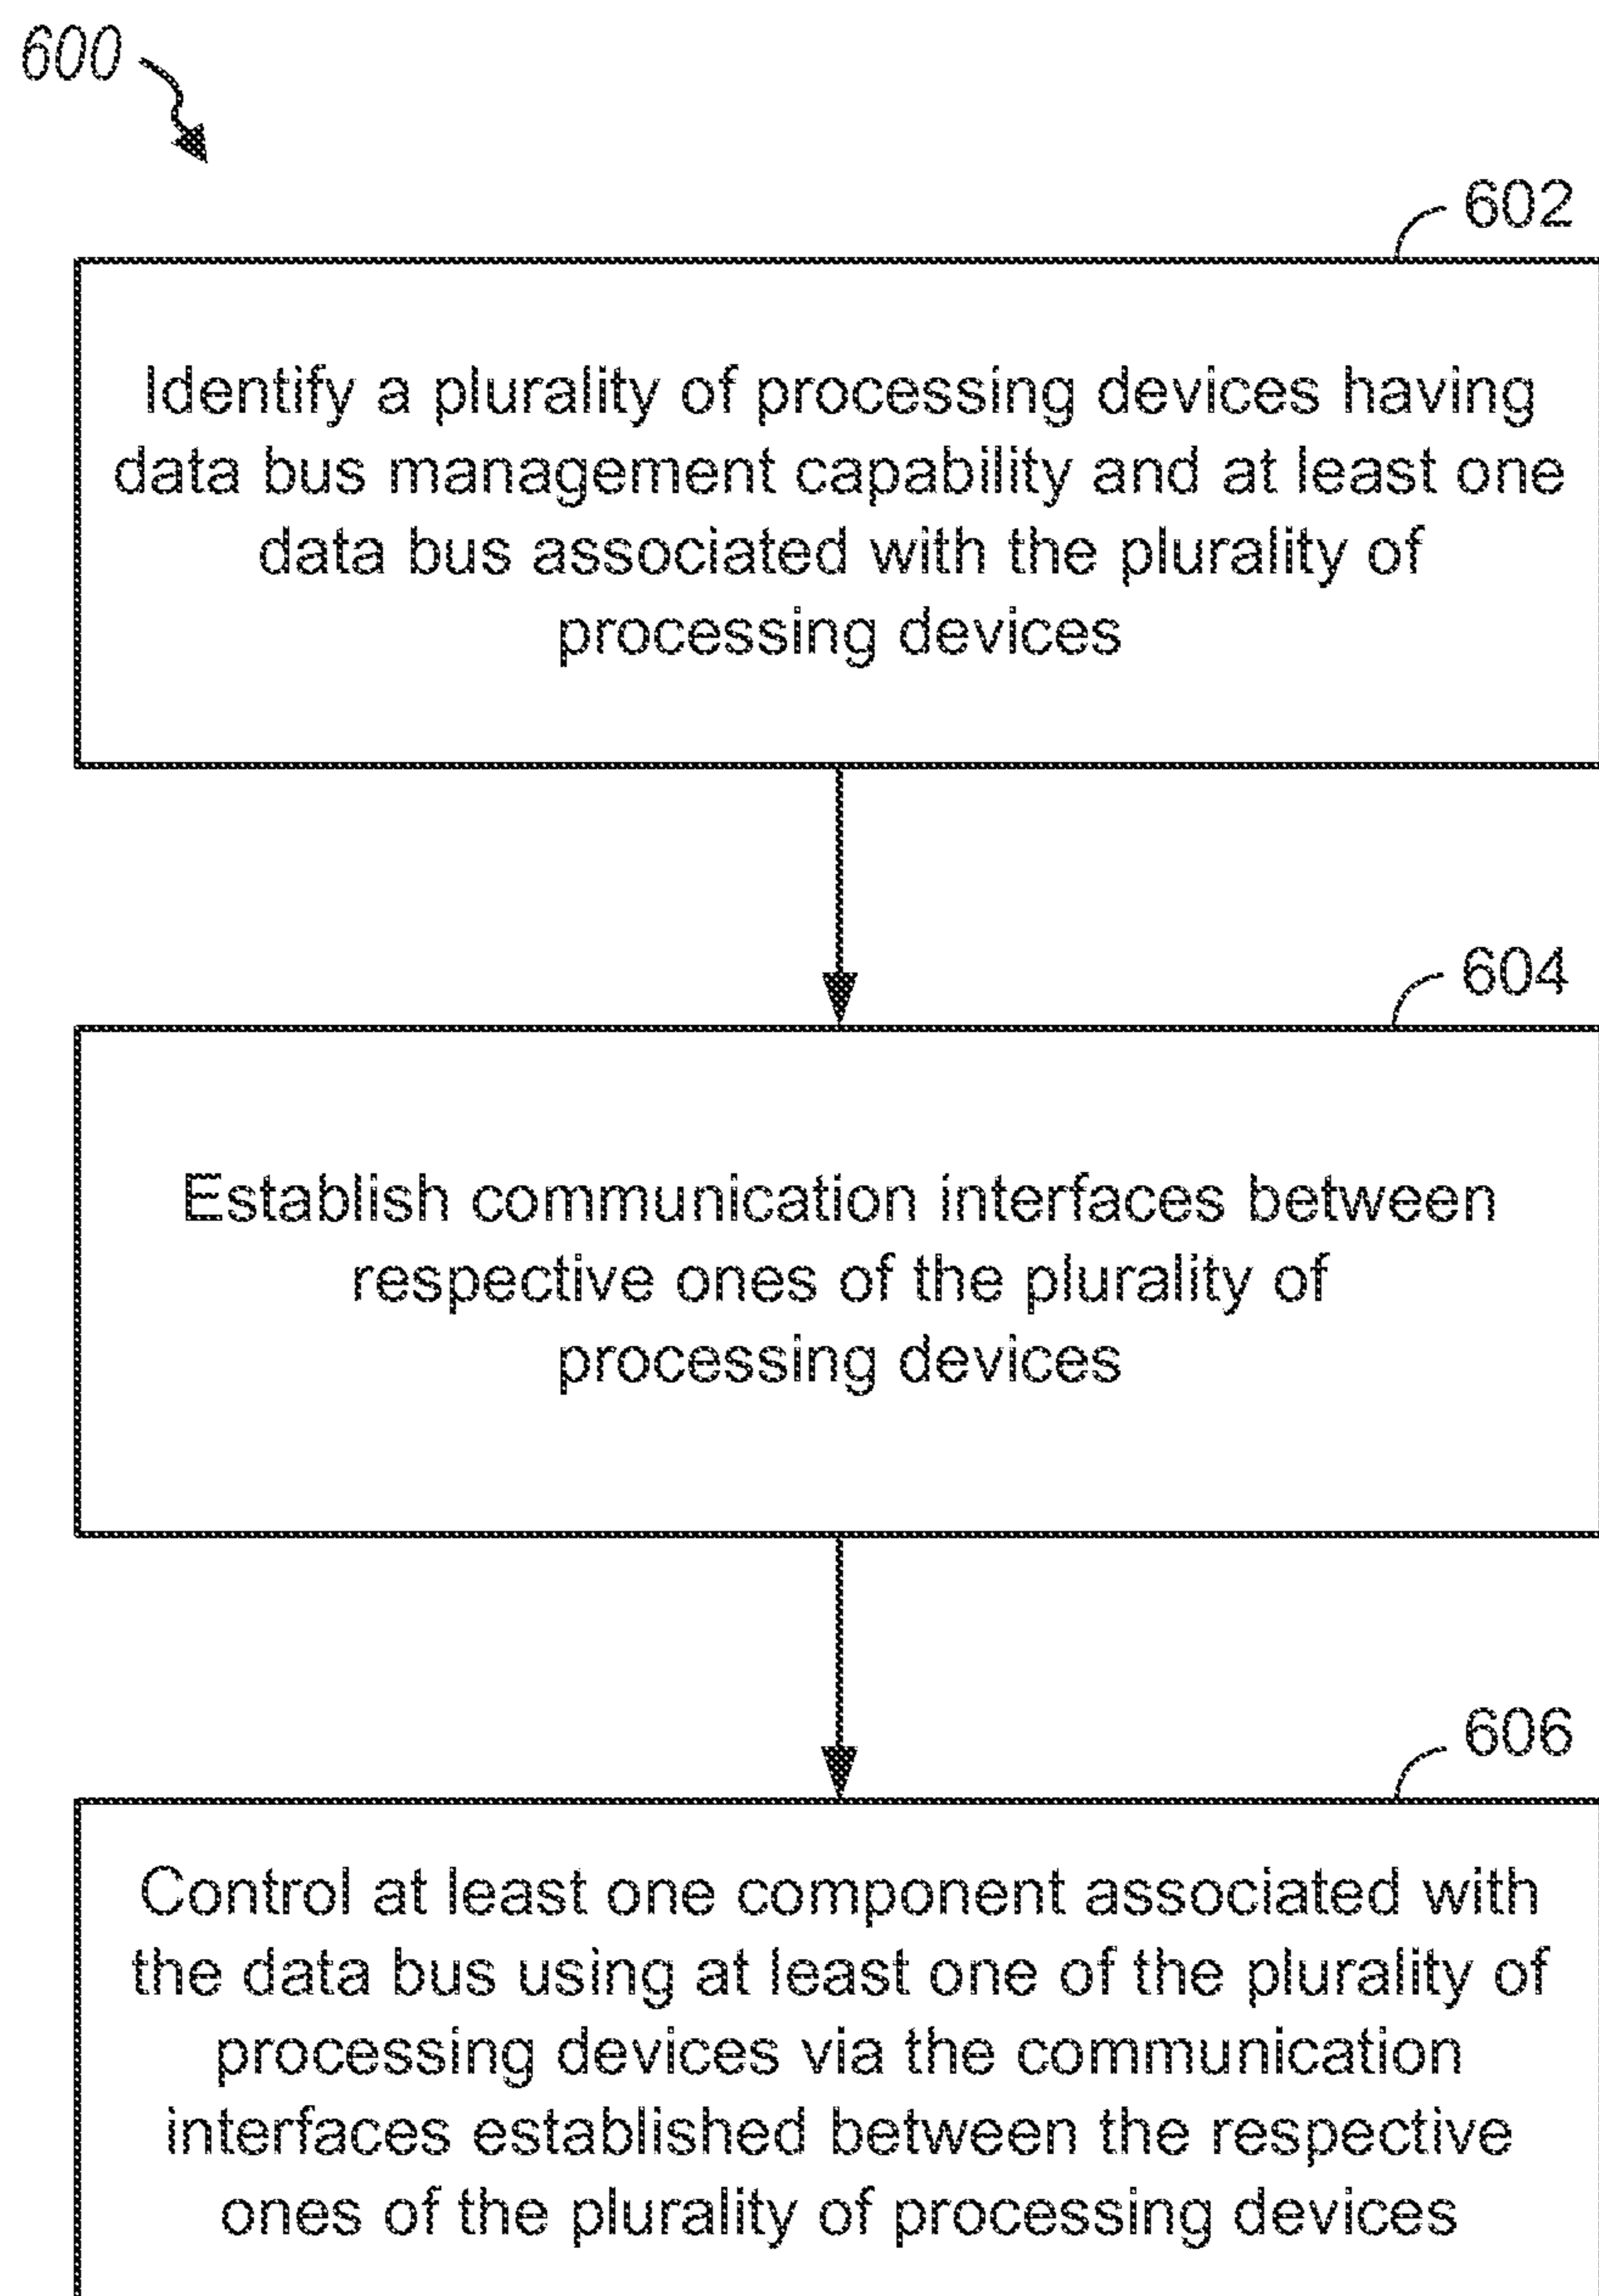 600
602
Identify a plurality of processing devices having
data bus management capability and at least one
data bus associated with the plurality of
processing devices
604
Establish communication interfaces between
respective ones of the plurality of
processing devices
606
Control at least one component associated with
the data bus using at least one of the plurality of
processing devices via the communication
interfaces established between the respective
ones of the plurality of processing devices